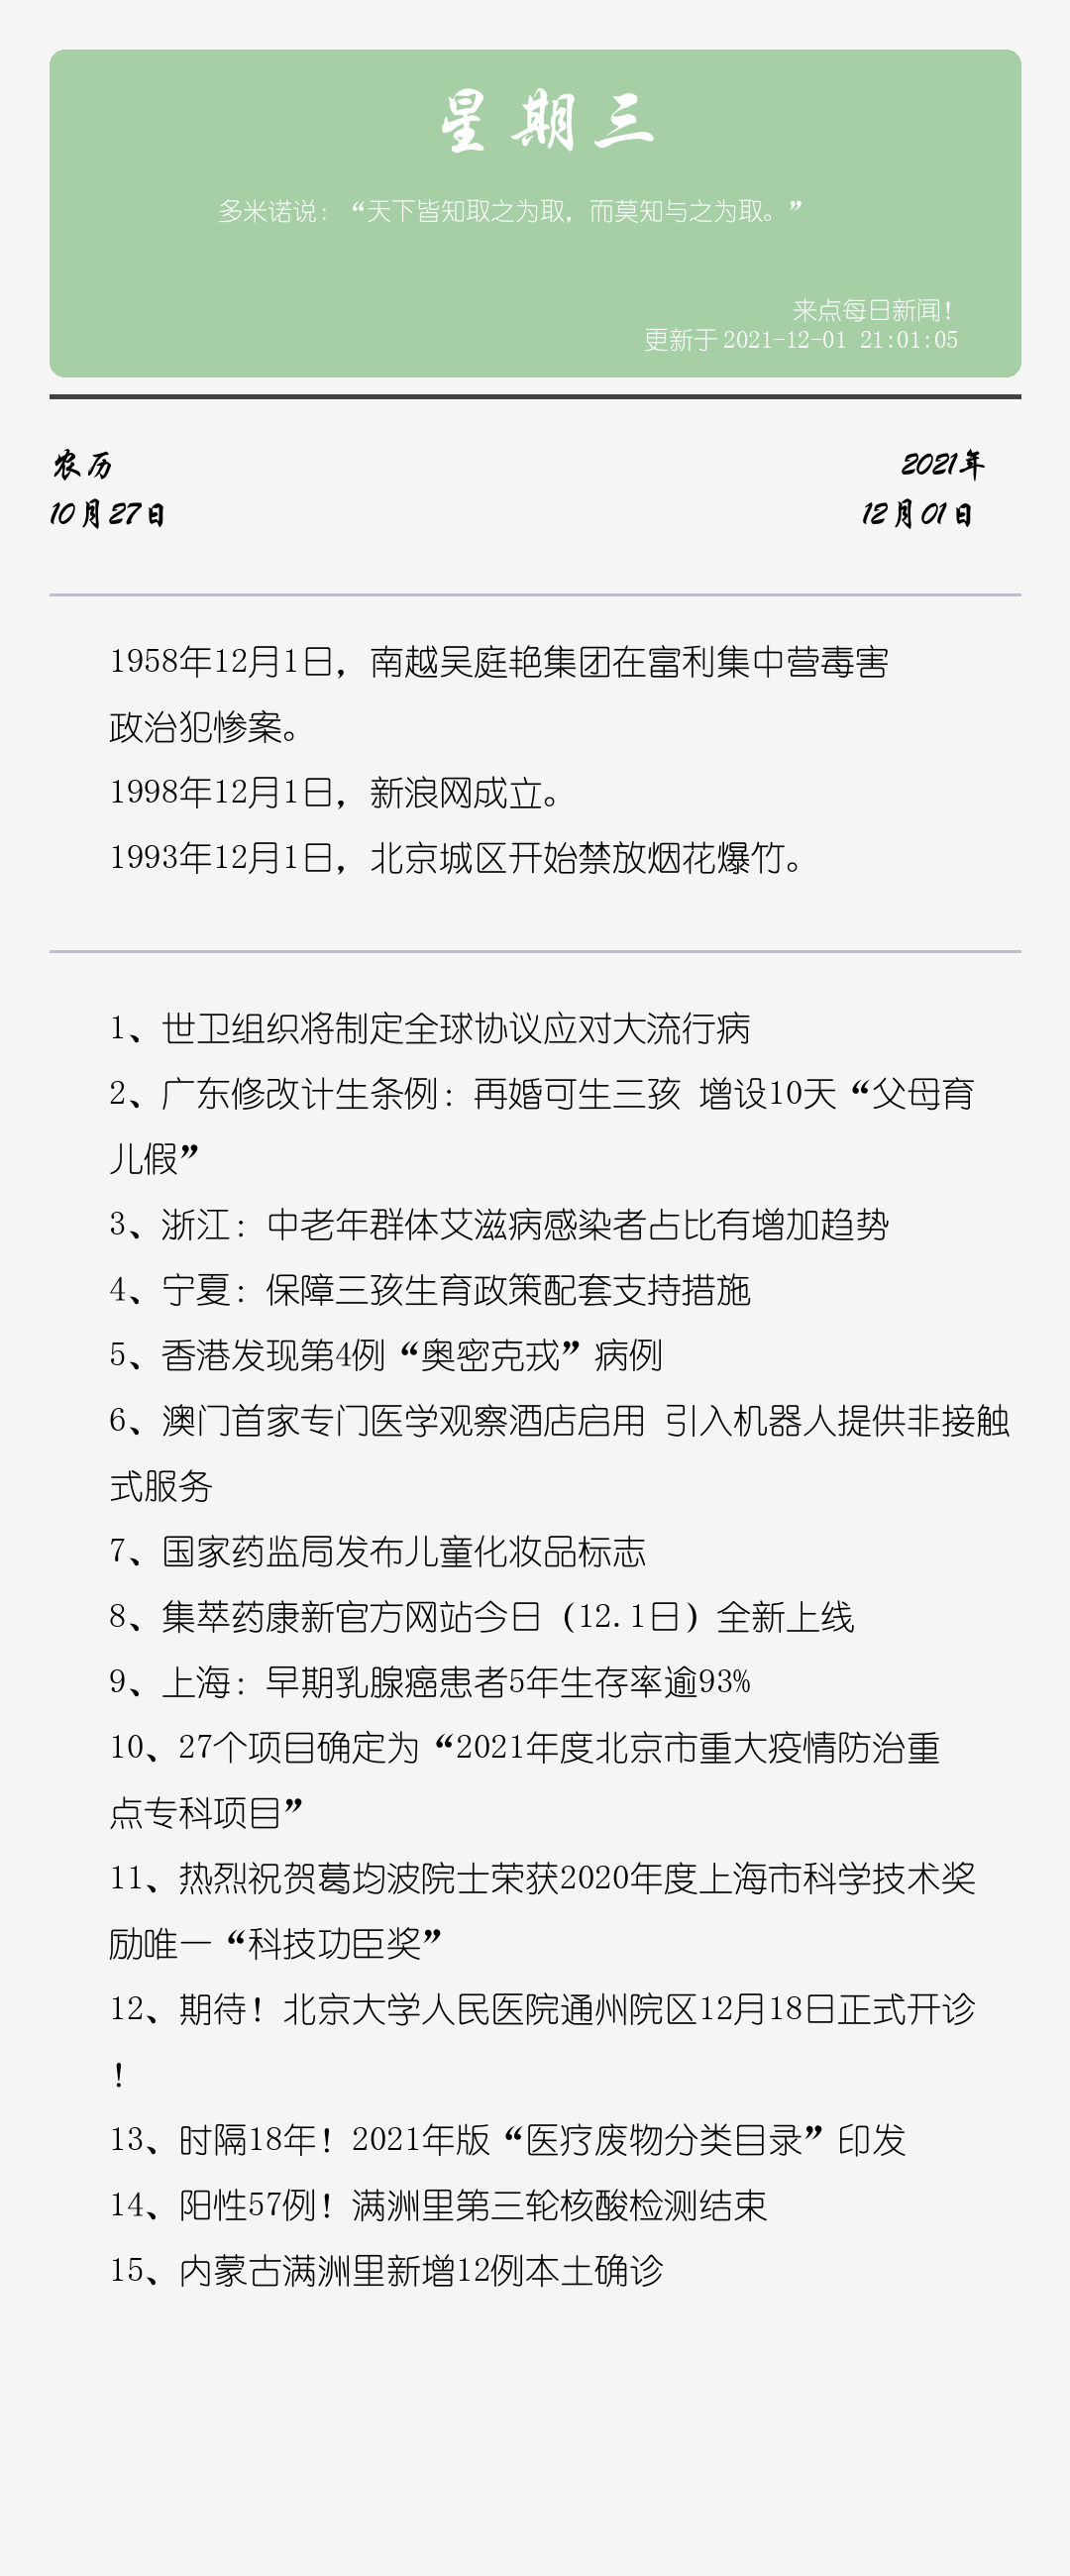 星期三
多米诺说：“天下皆知取之为取，而莫知与之为取。”
来点每日新闻！
更新于 2021-12-01 21:01:05
农历
10月27日
2021年
12月01日
1958年12月1日，南越吴庭艳集团在富利集中营毒害
政治犯惨案。
1998年12月1日，新浪网成立。
1993年12月1日，北京城区开始禁放烟花爆竹。
1、世卫组织将制定全球协议应对大流行病
2、广东修改计生条例：再婚可生三孩 增设10天“父母育
儿假”
3、浙江：中老年群体艾滋病感染者占比有增加趋势
4、宁夏：保障三孩生育政策配套支持措施
5、香港发现第4例“奥密克戎”病例
6、澳门首家专门医学观察酒店启用 引入机器人提供非接触
式服务
7、国家药监局发布儿童化妆品标志
8、集萃药康新官方网站今日（12.1日）全新上线
9、上海：早期乳腺癌患者5年生存率逾93%
10、27个项目确定为“2021年度北京市重大疫情防治重
点专科项目”
11、热烈祝贺葛均波院士荣获2020年度上海市科学技术奖
励唯一“科技功臣奖”
12、期待！北京大学人民医院通州院区12月18日正式开诊
！
13、时隔18年！2021年版“医疗废物分类目录”印发
14、阳性57例！满洲里第三轮核酸检测结束
15、内蒙古满洲里新增12例本土确诊